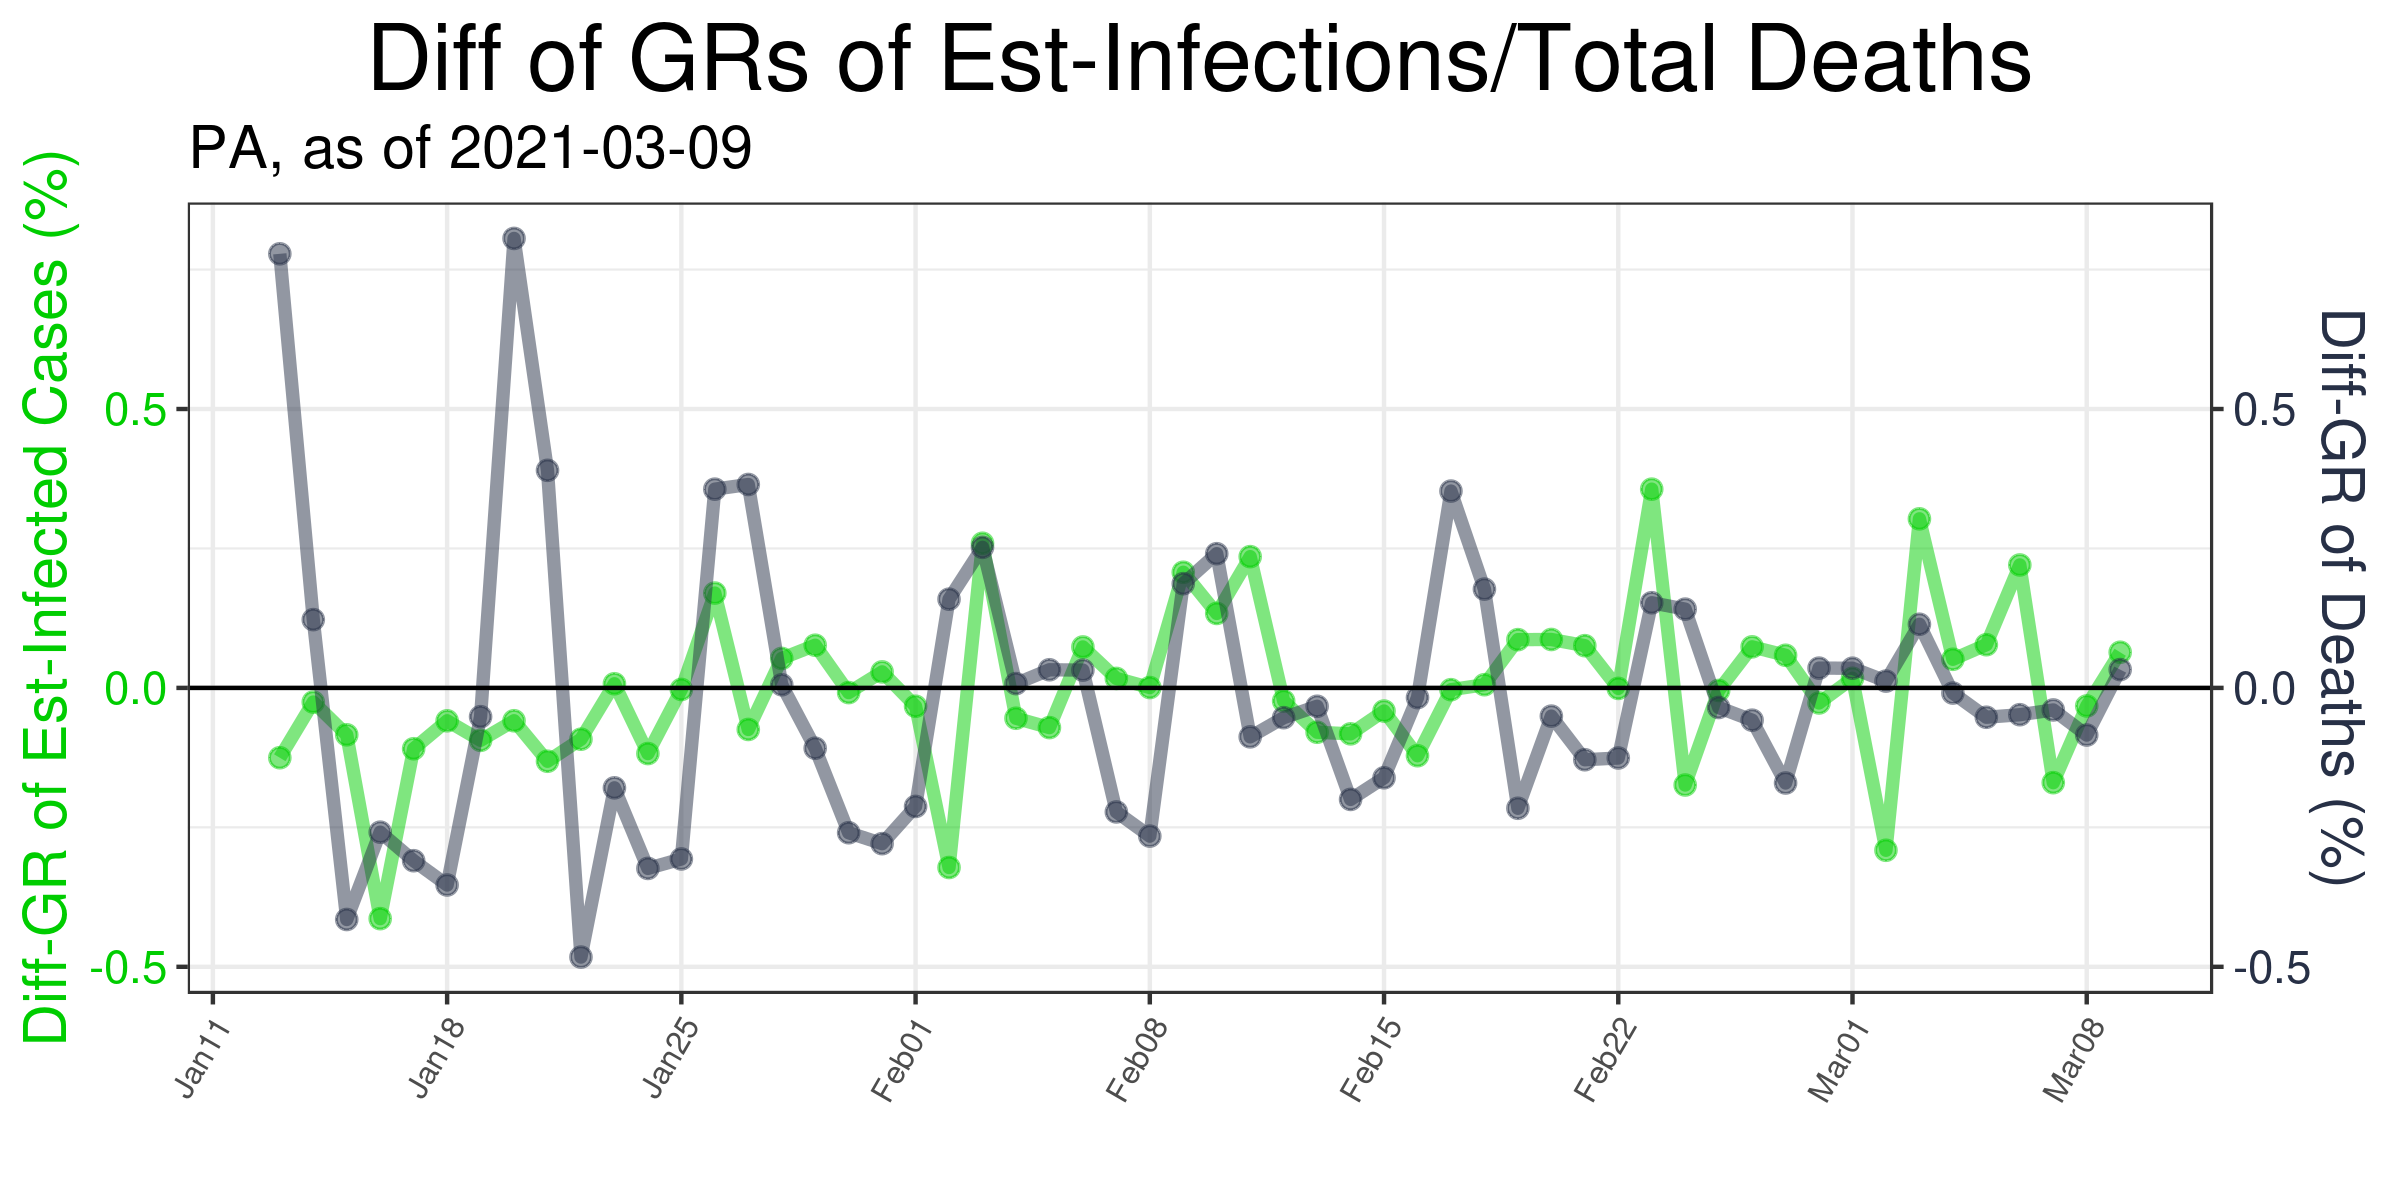 Diff of GRs of Est-Infections/Total Deaths
PA, as of 2021-03-09
Diff-GR of Est-Infected Cases (%)
0.5
0.0
-0.5
0.5
0.0
-0.5
Diff-GR of Deaths (%)
Jan11
Jan18
Jan25
Feb01
Feb08
Feb15
Feb22
Mar01
Mar08